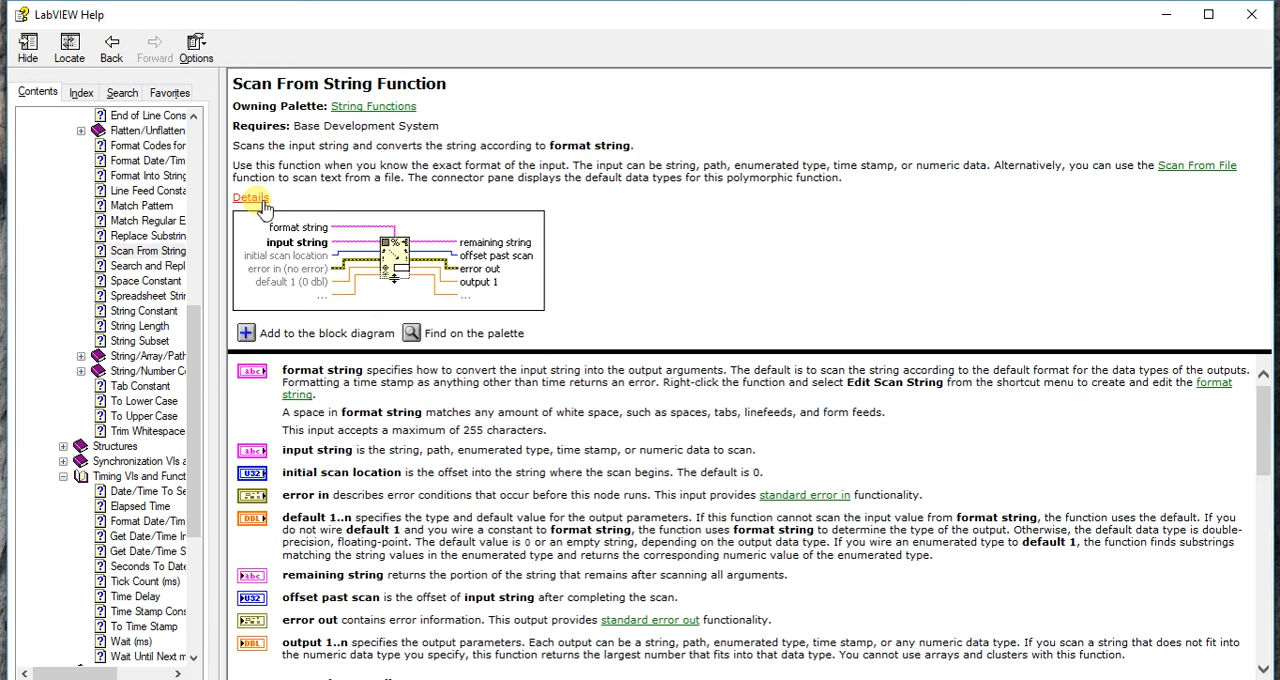 LabVIEW Help
Hide Locate Back Forward Options
Contents Index Search Favorites
End of Line Cons
Flatten/Unflatten
Format Codes for
Format Date/Tim
Format Into String
Line Feed Consta
Match Pattern
Match Regular E
Replace Substrin
Scan From String
Search and Repl
Space Constant
Spreadsheet Strin
String Constant
String Length
String Subset
String/Array/Path
String/Number C
Tab Constant
To Lower Case
To Upper Case
Trim Whitespace
Structures
Synchronization VIs a
Timing VIs and Funct
Date/Time To Se
Elapsed Time
Format Date/Tim
Get Date/Time In
Get Date/Time S
Seconds To Date
Tick Count (ms)
Time Delay
Time Stamp Cons
To Time Stamp
Wait (ms)
Wait Until Next m
Scan From String Function
Owning Palette: String Functions
Requires: Base Development System
Scans the input string and converts the string according to format string.
Use this function when you know the exact format of the input. The input can be string, path, enumerated type, time stamp, or numeric data. Alternatively, you can use the Scan From File
function to scan text from a file. The connector pane displays the default data types for this polymorphic function.
Details
format string
input string
initial scan location
error in (no error)
default 1 (0 dbl)
...
remaining string
offset past scan
error out
output 1
...
Add to the block diagram Find on the palette
abc format string specifies how to convert the input string into the output arguments. The default is to scan the string according to the default format for the data types of the outputs.
Formatting a time stamp as anything other than time returns an error. Right-click the function and select Edit Scan String from the shortcut menu to create and edit the format
string.
A space in format string matches any amount of white space, such as spaces, tabs, linefeeds, and form feeds.
This input accepts a maximum of 255 characters.
abc input string is the string, path, enumerated type, time stamp, or numeric data to scan.
U32 initial scan location is the offset into the string where the scan begins. The default is 0.
error in describes error conditions that occur before this node runs. This input provides standard error in functionality.
DBL default 1..n specifies the type and default value for the output parameters. If this function cannot scan the input value from format string, the function uses the default. If you
do not wire default 1 and you wire a constant to format string, the function uses format string to determine the type of the output. Otherwise, the default data type is double-
precision, floating-point. The default value is 0 or an empty string, depending on the output data type. If you wire an enumerated type to default 1, the function finds substrings
matching the string values in the enumerated type and returns the corresponding numeric value of the enumerated type.
abc remaining string returns the portion of the string that remains after scanning all arguments.
U32 offset past scan is the offset of input string after completing the scan.
error out contains error information. This output provides standard error out functionality.
DBL output 1..n specifies the output parameters. Each output can be a string, path, enumerated type, time stamp, or any numeric data type. If you scan a string that does not fit into
the numeric data type you specify, this function returns the largest number that fits into that data type. You cannot use arrays and clusters with this function.